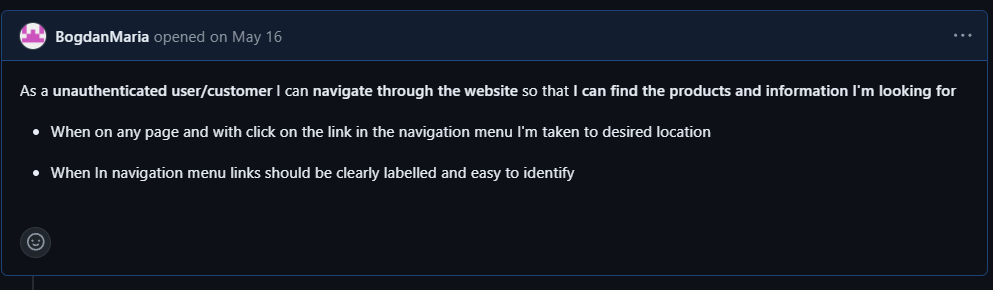 BogdanMaria opened on May 16
As a unauthenticated user/customer I can navigate through the website so that I can find the products and information I'm looking for
• When on any page and with click on the link in the navigation menu I'm taken to desired location
• When In navigation menu links should be clearly labelled and easy to identify